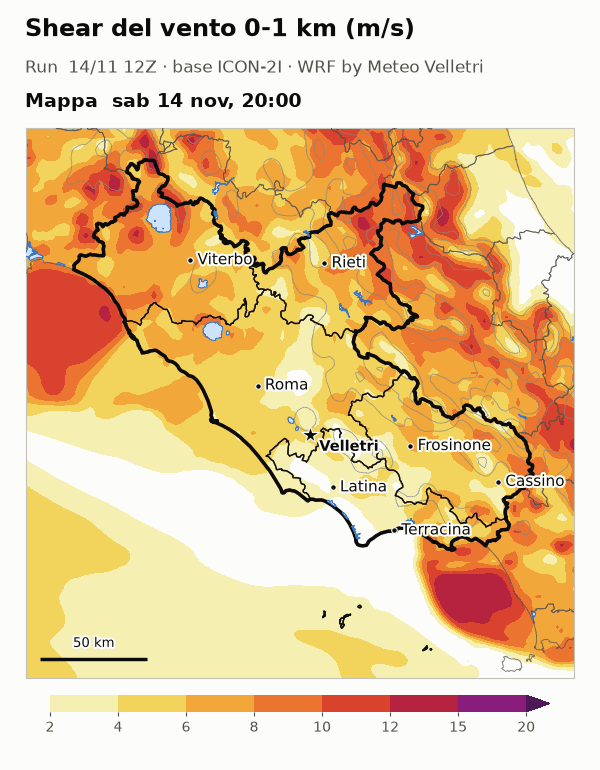 Shear del vento 0-1 km (m/s)
Run  14/11 12Z · base ICON-2I · WRF by Meteo Velletri
Mappa  sab 14 nov, 20:00
Viterbo
Rieti
Roma
Velletri
Frosinone
Cassino
Latina
Terracina
50 km
2 4 6 8 10 12 15 20